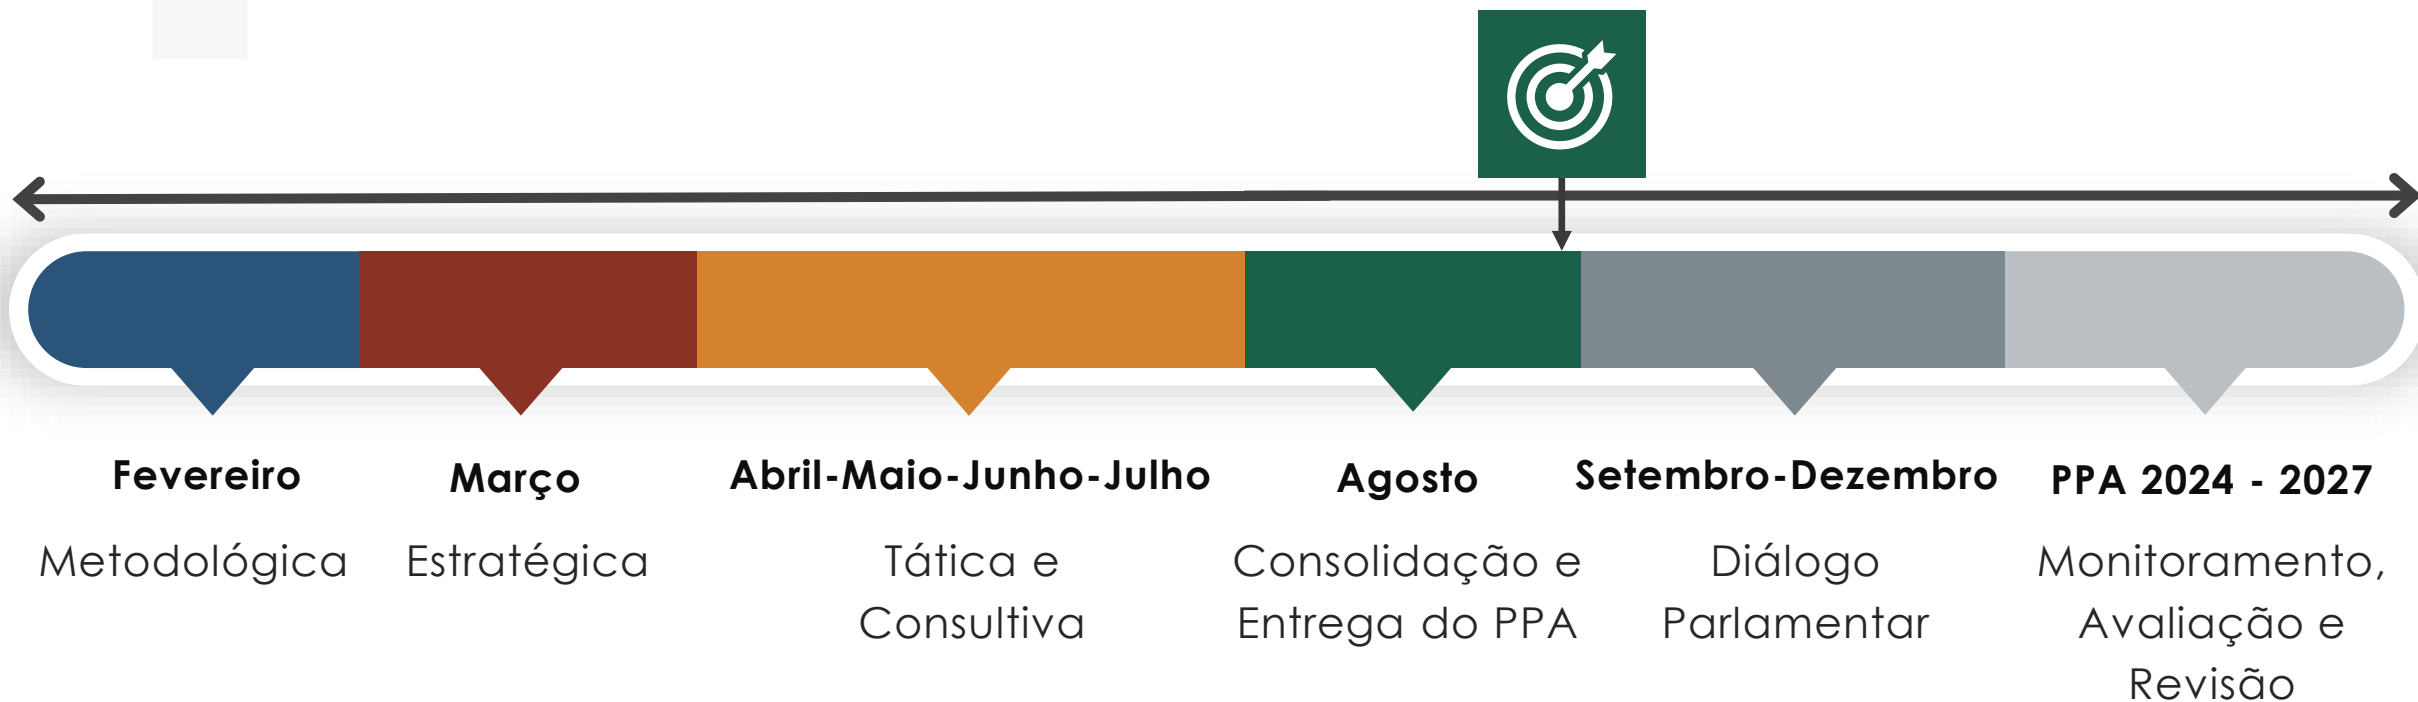 Fevereiro
Metodológica
Março
Estratégica
Abril-Maio-Junho-Julho
Tática e
Consultiva
Agosto
Consolidação e
Entrega do PPA
Setembro-Dezembro
Diálogo
Parlamentar
PPA 2024 - 2027
Monitoramento,
Avaliação e
Revisão